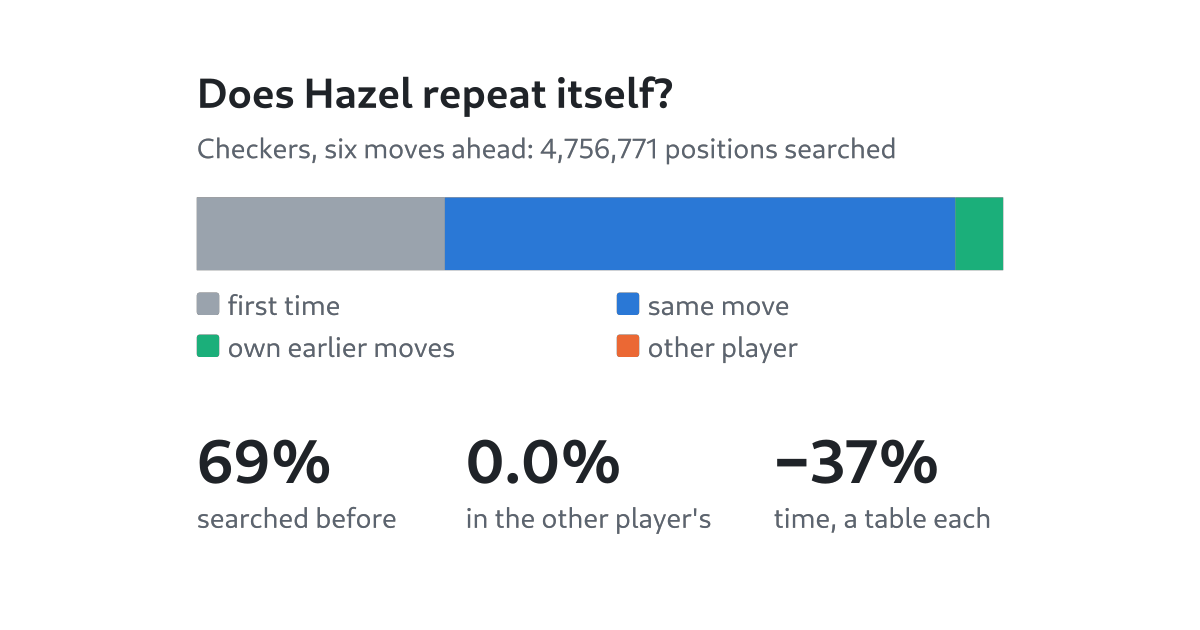 Does Hazel repeat itself?
Checkers, six moves ahead: 4,756,771 positions searched
first time
same move
own earlier moves
other player
69%
0.0%
−37%
searched before
in the other player's
time, a table each